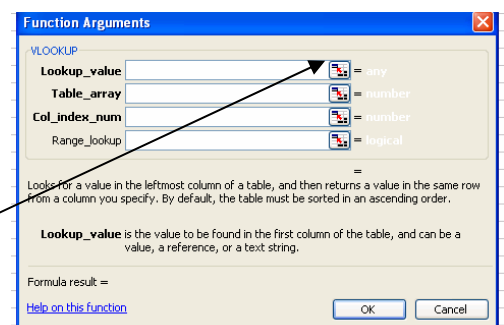 Function Arguments
VLOOKUP
Lookup_value = any
Table_array = number
Col_index_num = number
Range_lookup = logical
=
Looks for a value in the leftmost column of a table, and then returns a value in the same row
from a column you specify. By default, the table must be sorted in an ascending order.
Lookup_value is the value to be found in the first column of the table, and can be a
value, a reference, or a text string.
Formula result =
Help on this function OK Cancel